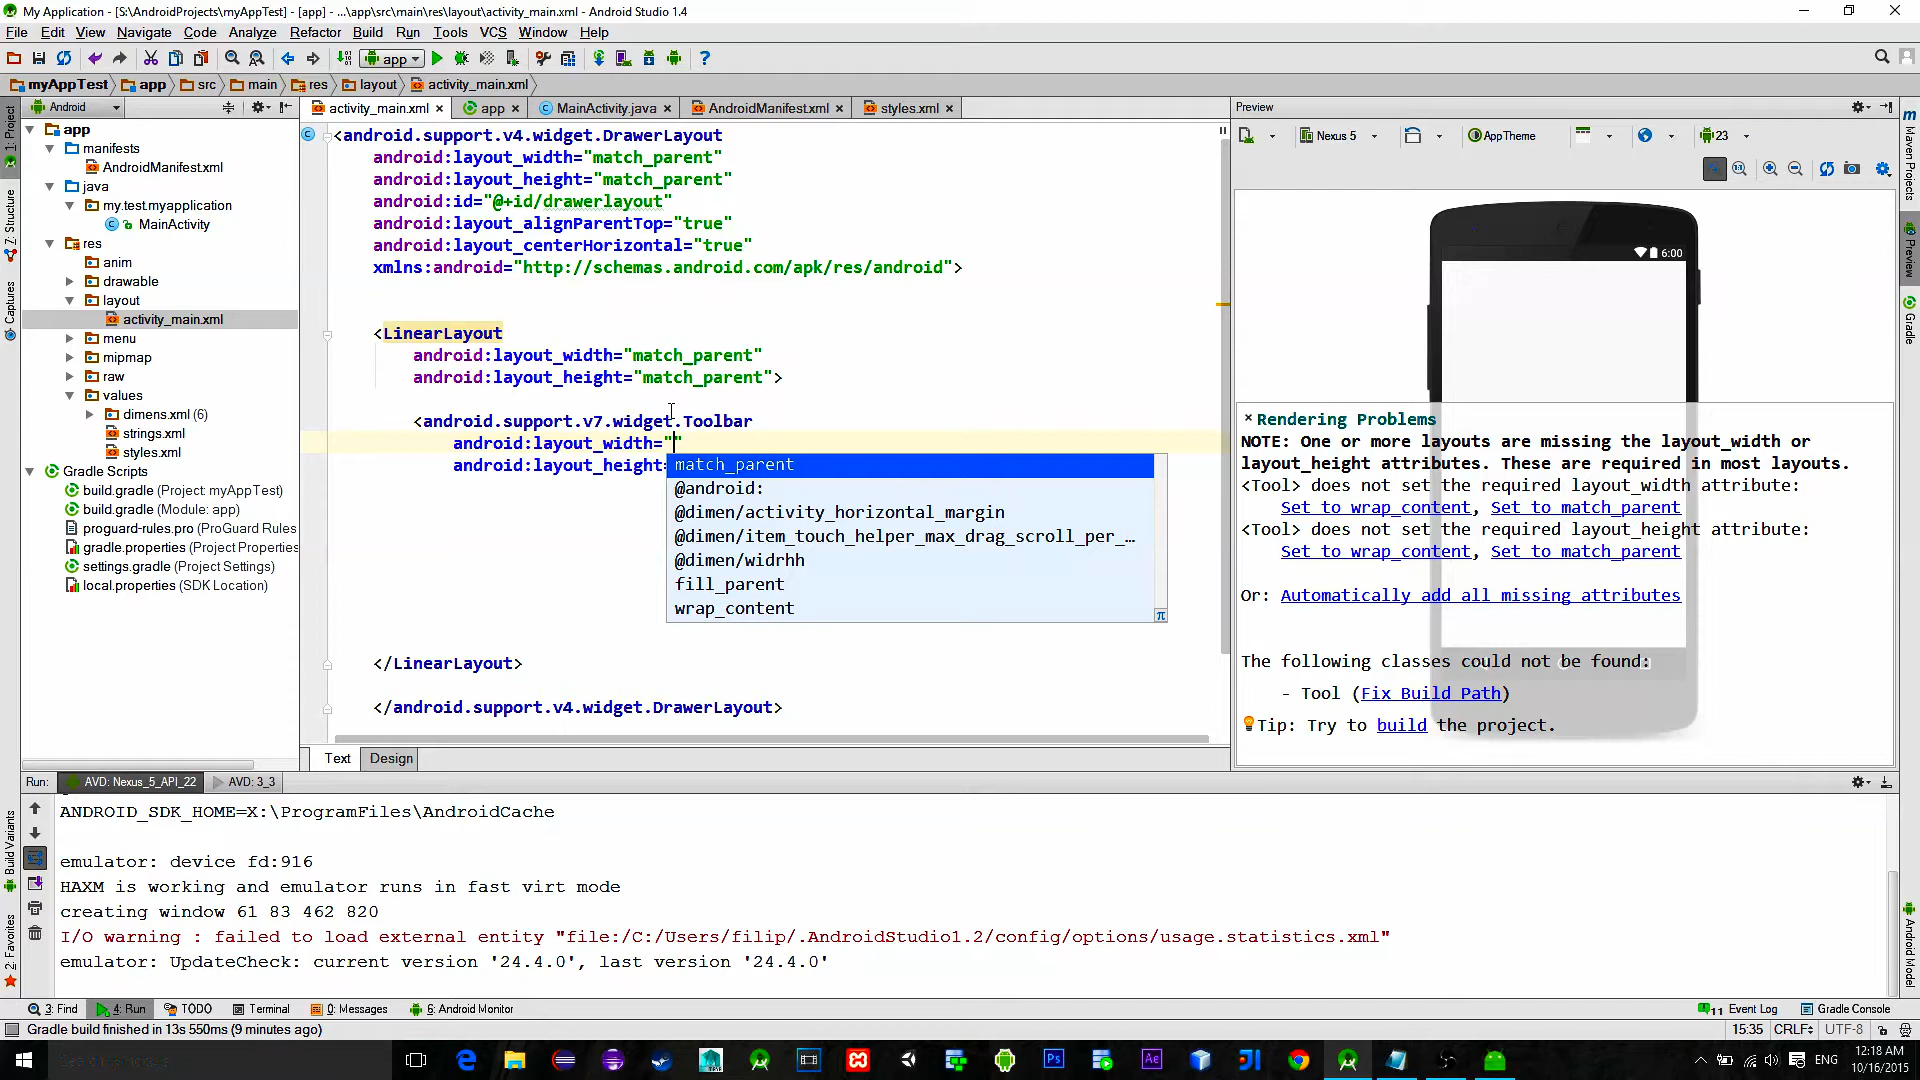 My Application - [S:\AndroidProjects\myAppTest] - [app] - ...\app\src\main\res\layout\activity_main.xml - Android Studio 1.4
File Edit View Navigate Code Analyze Refactor Build Run Tools VCS Window Help
app
myAppTest app src main res layout activity_main.xml
Android
activity_main.xml app MainActivity.java AndroidManifest.xml styles.xml
Preview
1: Project
Z: Structure
Captures
Build Variants
2: Favorites
app
manifests
AndroidManifest.xml
java
my.test.myapplication
MainActivity
res
anim
drawable
layout
activity_main.xml
menu
mipmap
raw
values
dimens.xml (6)
strings.xml
styles.xml
Gradle Scripts
build.gradle (Project: myAppTest)
build.gradle (Module: app)
proguard-rules.pro (ProGuard Rules
gradle.properties (Project Properties
settings.gradle (Project Settings)
local.properties (SDK Location)
<android.support.v4.widget.DrawerLayout
android:layout_width="match_parent"
android:layout_height="match_parent"
android:id="@+id/drawerlayout"
android:layout_alignParentTop="true"
android:layout_centerHorizontal="true"
xmlns:android="http://schemas.android.com/apk/res/android">
<LinearLayout
android:layout_width="match_parent"
android:layout_height="match_parent">
<android.support.v7.widget.Toolbar
android:layout_width=""
android:layout_height=
match_parent
@android:
@dimen/activity_horizontal_margin
@dimen/item_touch_helper_max_drag_scroll_per_…
@dimen/widrhh
fill_parent
wrap_content
π
</LinearLayout>
</android.support.v4.widget.DrawerLayout>
Text Design
Nexus 5 AppTheme 23
6:00
Rendering Problems
NOTE: One or more layouts are missing the layout_width or
layout_height attributes. These are required in most layouts.
<Tool> does not set the required layout_width attribute:
Set to wrap_content, Set to match_parent
<Tool> does not set the required layout_height attribute:
Set to wrap_content, Set to match_parent
Or: Automatically add all missing attributes
The following classes could not be found:
- Tool (Fix Build Path)
Tip: Try to build the project.
Maven Projects
Preview
Gradle
Android Model
Run: AVD: Nexus_5_API_22 AVD: 3_3
ANDROID_SDK_HOME=X:\ProgramFiles\AndroidCache
emulator: device fd:916
HAXM is working and emulator runs in fast virt mode
creating window 61 83 462 820
I/O warning : failed to load external entity "file:/C:/Users/filip/.AndroidStudio1.2/config/options/usage.statistics.xml"
emulator: UpdateCheck: current version '24.4.0', last version '24.4.0'
3: Find 4: Run TODO Terminal 0: Messages 6: Android Monitor 11 Event Log Gradle Console
Gradle build finished in 13s 550ms (9 minutes ago) 15:35 CRLF UTF-8
ENG
12:18 AM
10/16/2015